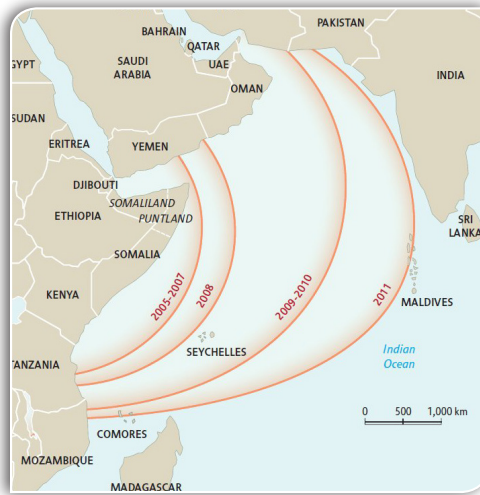 PAKISTAN
BAHRAIN
QATAR
GYPT
SAUDI
ARABIA
UAE
INDIA
OMAN
SUDAN
ERITREA
YEMEN
DJIBOUTI
SOMALILAND
ETHIOPIA
PUNTLAND
SRI
LANKA
SOMALIA
2005-2007
2008
2009-2010
2011
KENYA
MALDIVES
SEYCHELLES
Indian
Ocean
TANZANIA
0 500 1,000 km
COMORES
MOZAMBIQUE
MADAGASCAR